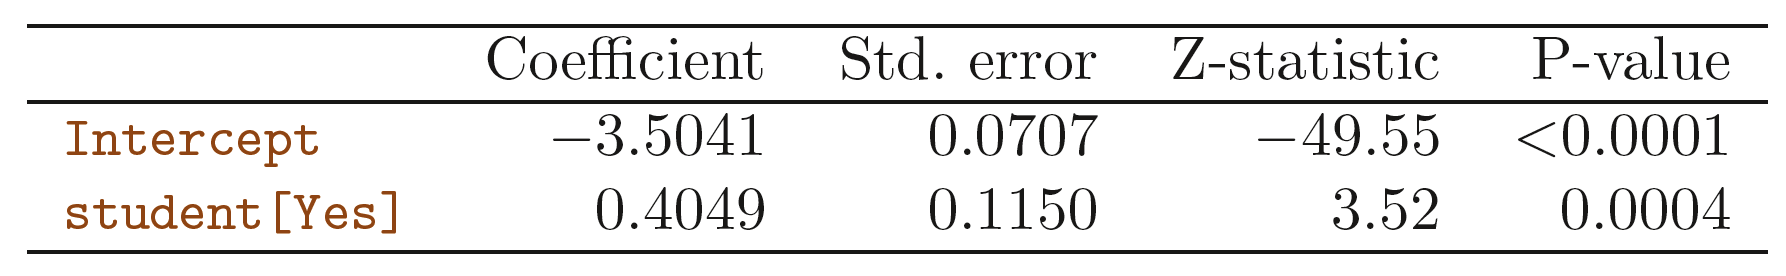 Coefficient Std. error Z-statistic P-value
Intercept −3.5041 0.0707 −49.55 <0.0001
student[Yes] 0.4049 0.1150 3.52 0.0004